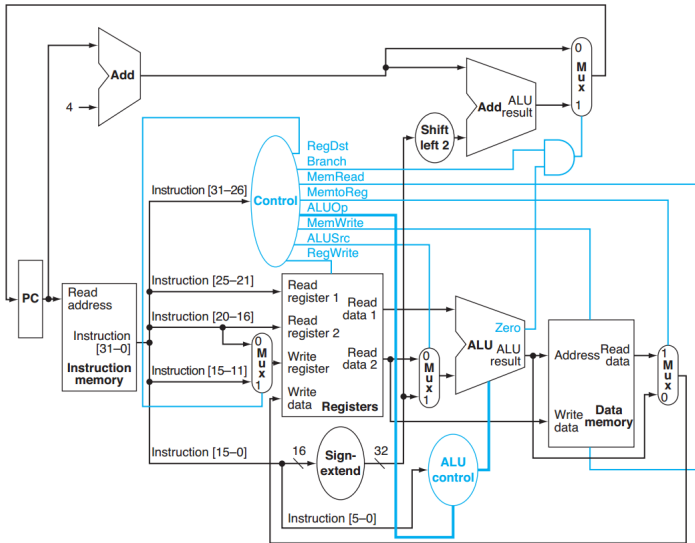 Add
4
0
M
u
x
1
Add
ALU
result
Shift
left 2
RegDst
Branch
MemRead
MemtoReg
ALUOp
MemWrite
ALUSrc
RegWrite
Control
Instruction [31–26]
Instruction [25–21]
Instruction [20–16]
Instruction [15–11]
Instruction [15–0]
Instruction [5–0]
PC
Read
address
Instruction
[31–0]
Instruction
memory
0
M
u
x
1
Read
register 1
Read
data 1
Read
register 2
Write
register
Read
data 2
Write
data
Registers
0
M
u
x
1
Zero
ALU
ALU
result
Address
Read
data
Write
data
Data
memory
1
M
u
x
0
16
Sign-
extend
32
ALU
control